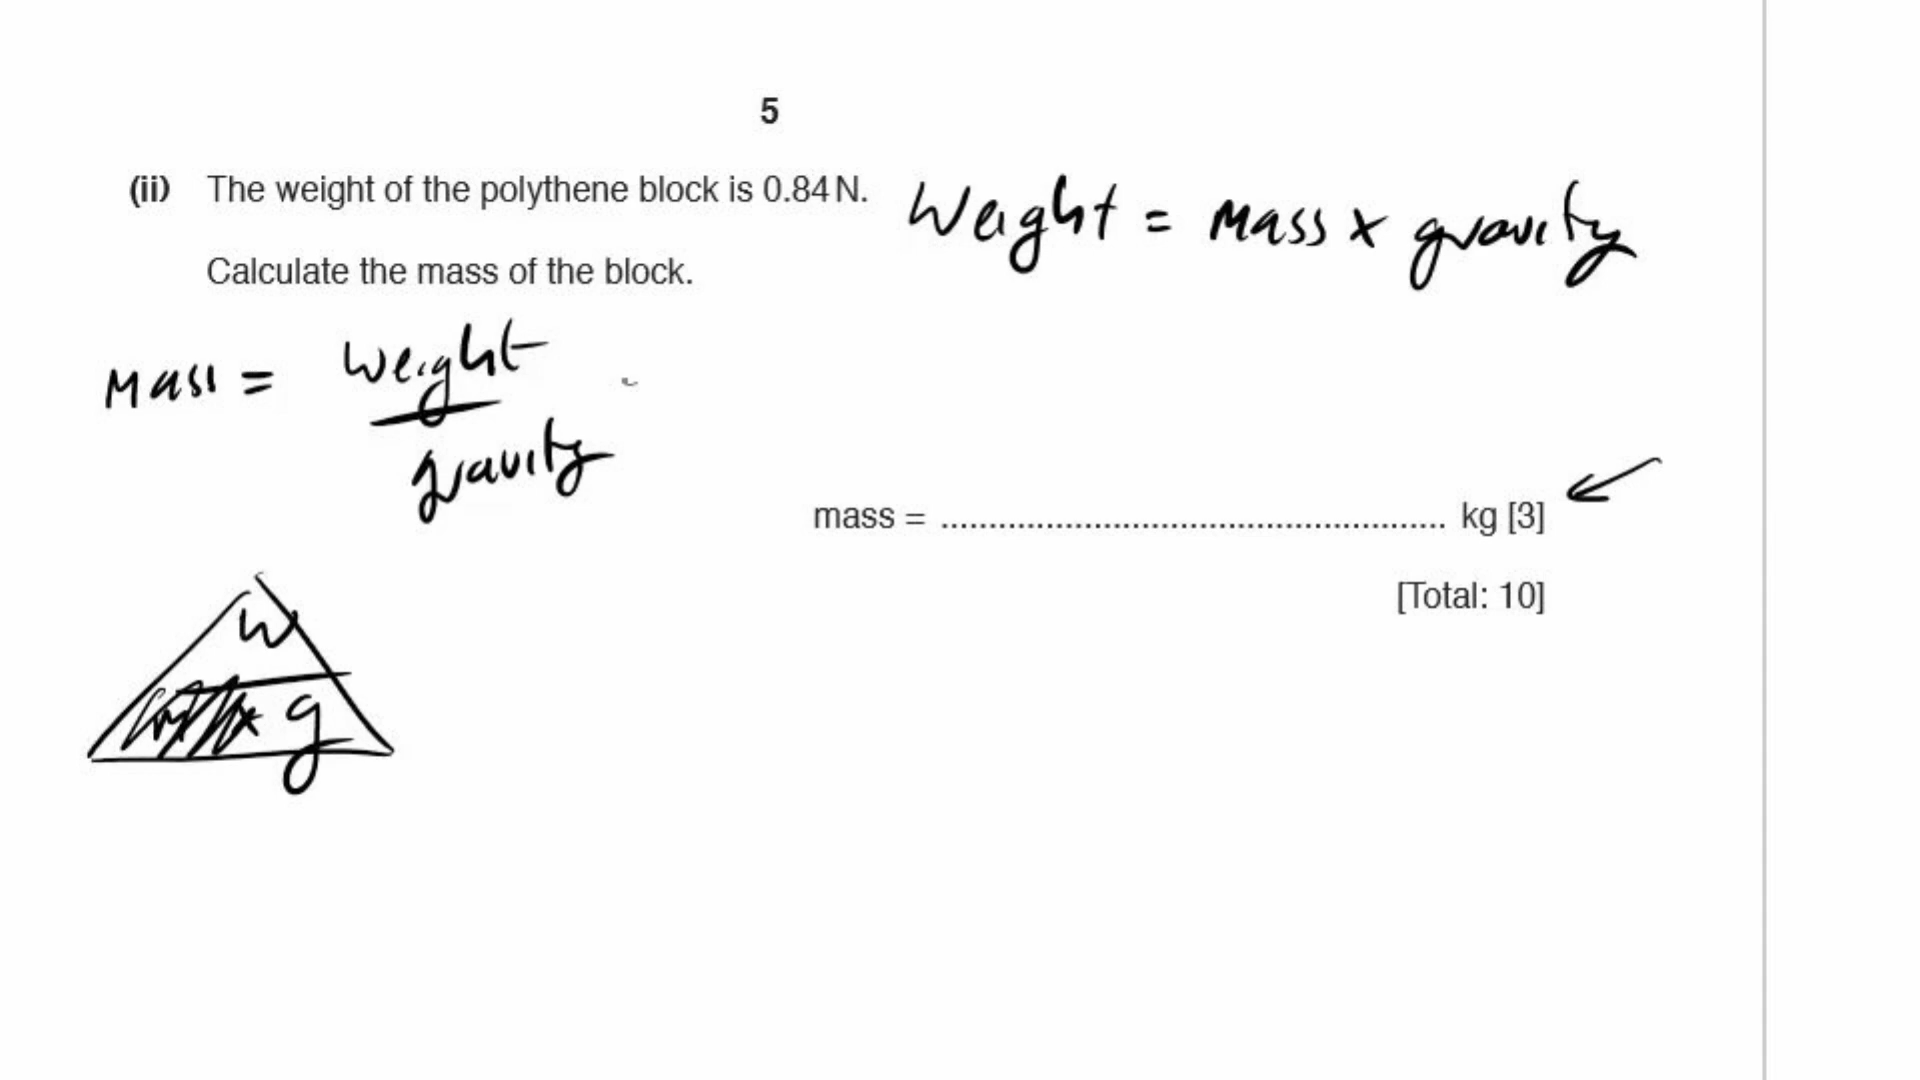 5
(ii) The weight of the polythene block is 0.84 N.
Weight = mass x gravity
Calculate the mass of the block.
mass = weight
gravity
mass = .................................................... kg [3]
[Total: 10]
w
m x g